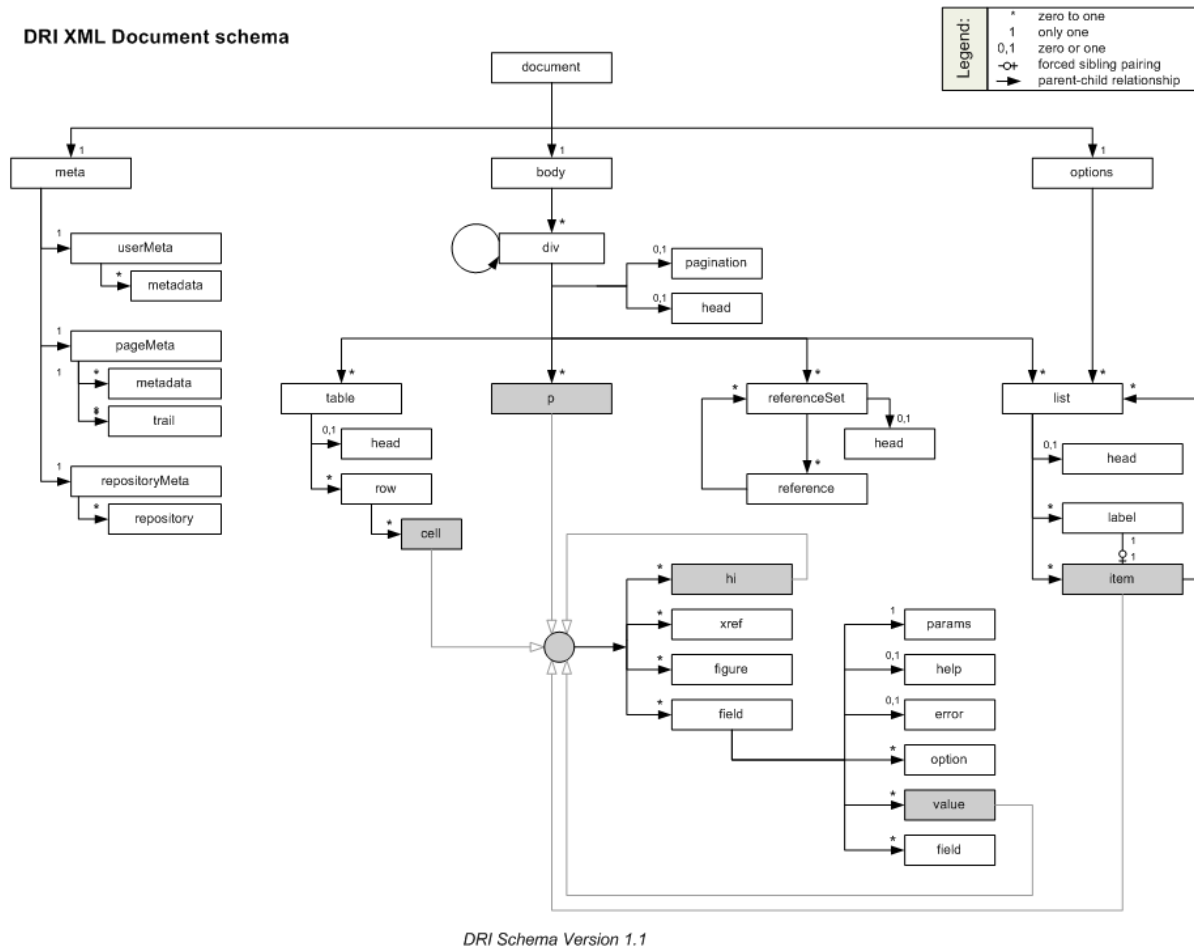 DRI XML Document schema
Legend:
* zero to one
1 only one
0,1 zero or one
forced sibling pairing
parent-child relationship
document
1
1
1
meta
body
options
*
1
userMeta
div
0,1
pagination
*
metadata
0,1
head
1
pageMeta
1
*
metadata
*
trail
*
*
*
*
*
*
*
table
p
referenceSet
list
0,1
head
0,1
head
0,1
head
1
repositoryMeta
*
row
*
reference
*
repository
*
label
*
cell
1
1
*
item
*
hi
*
xref
1
params
*
figure
0,1
help
*
field
0,1
error
*
option
*
value
*
field
DRI Schema Version 1.1